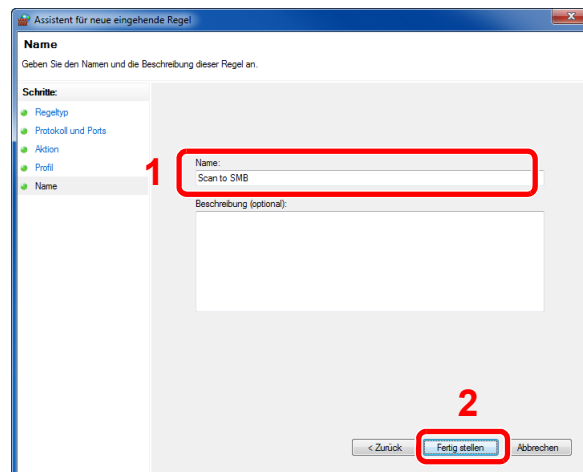 Assistent für neue eingehende Regel
Name
Geben Sie den Namen und die Beschreibung dieser Regel an.
Schritte:
Regeltyp
Protokoll und Ports
Aktion
Profil
Name
1
Name:
Scan to SMB
Beschreibung (optional):
2
< Zurück
Fertig stellen
Abbrechen